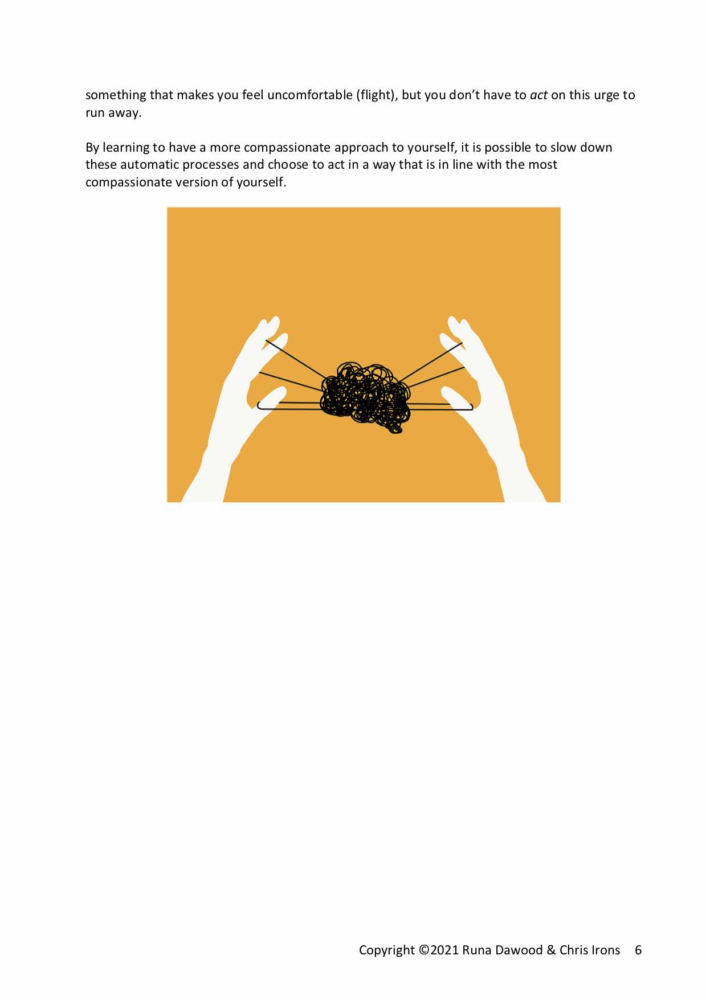 something that makes you feel uncomfortable (flight), but you don’t have to act on this urge to
run away.
By learning to have a more compassionate approach to yourself, it is possible to slow down
these automatic processes and choose to act in a way that is in line with the most
compassionate version of yourself.
Copyright ©2021 Runa Dawood & Chris Irons 6